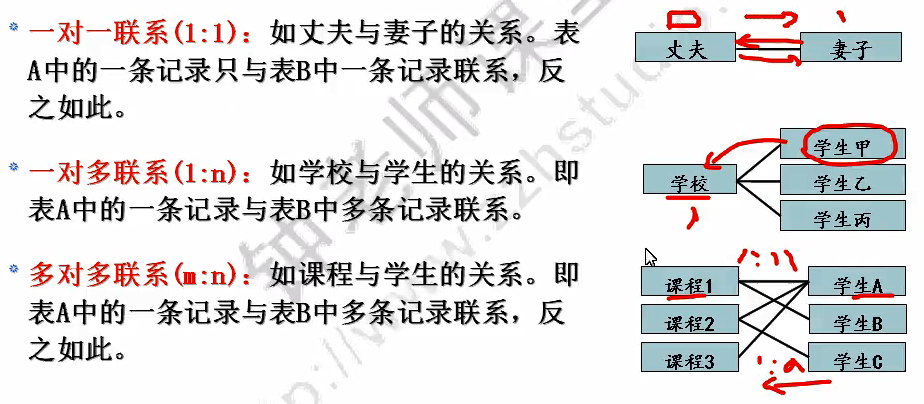 一对一联系(1:1)：如丈夫与妻子的关系。表
A中的一条记录只与表B中一条记录联系，反
之如此。
丈夫
妻子
一对多联系(1:n)：如学校与学生的关系。即
表A中的一条记录与表B中多条记录联系。
学校
学生甲
学生乙
学生丙
多对多联系(m:n)：如课程与学生的关系。即
表A中的一条记录与表B中多条记录联系，反
之如此。
课程1
课程2
课程3
学生A
学生B
学生C